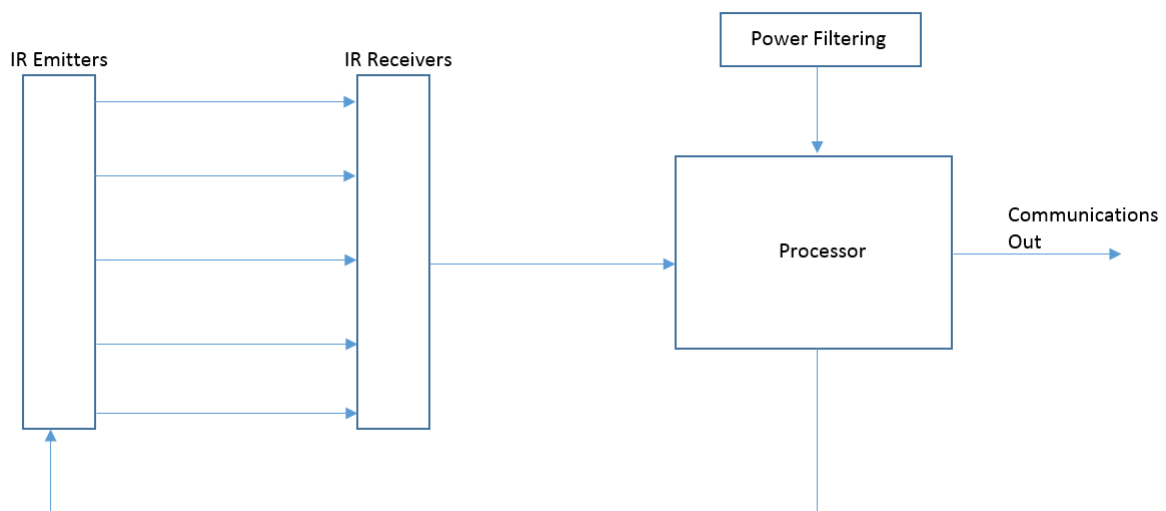 Power Filtering
IR Emitters
IR Receivers
Processor
Communications
Out